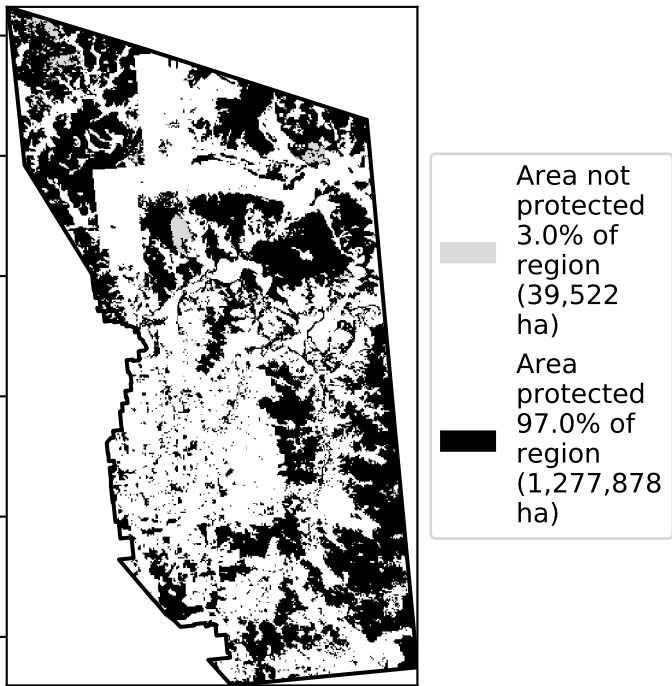 Area not
protected
3.0% of
region
(39,522
ha)
Area
protected
97.0% of
region
(1,277,878
ha)